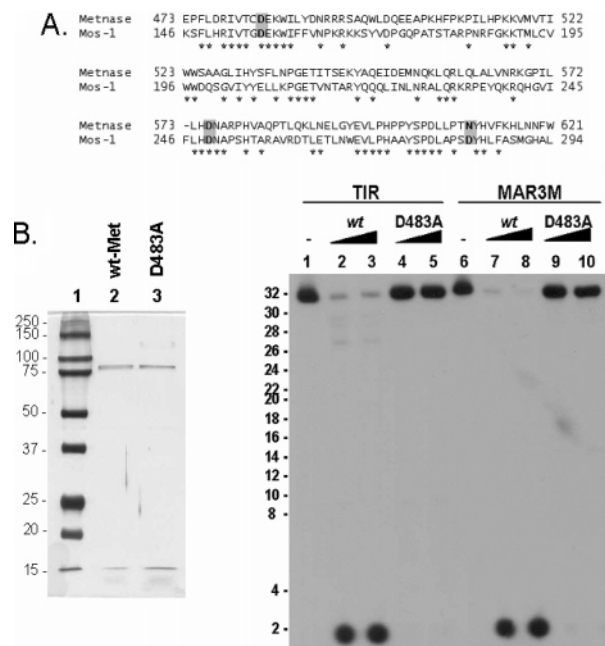 A.
Metnase 473 EPFLDRIVTCDEKWILYDNRRRSAQWLDQEEAPKHFPKPILHPKKVMVTI 522
Mos-1 146 KSFLHRIVTGDEKWIFFVNPKRKKSYVDPGQPATSTARPNRFGKKTMLCV 195
** **** ***** * * * * ** *
Metnase 523 WWSAAGLIHYSFLNPGETITSEKYAQEIDEMNQKLQRLQLALVNRKGPIL 572
Mos-1 196 WWDQSGVIYYELLKPGETVNTARYQQQLINLNRALQRKRPEYQKRQHGVI 245
** * * * * **** * * * ** **
Metnase 573 -LHDNARPHVAQPTLQKLNELGYEVLPHPPYSPDLLPTNYHVFKHLNNFW 621
Mos-1 246 FLHDNAPSHTARAVRDTLETLNWEVLPHAAYSPDLAPSDYHLFASMGHAL 294
***** * * * * ***** ***** * ** *
B.
wt-Met D483A
1 2 3
250 -
150 -
100 -
75 -
50 -
37 -
25 -
20 -
15 -
TIR MAR3M
- wt D483A - wt D483A
1 2 3 4 5 6 7 8 9 10
32 -
30 -
28 -
26 -
24 -
22 -
20 -
18 -
16 -
14 -
12 -
10 -
8 -
4 -
2 -